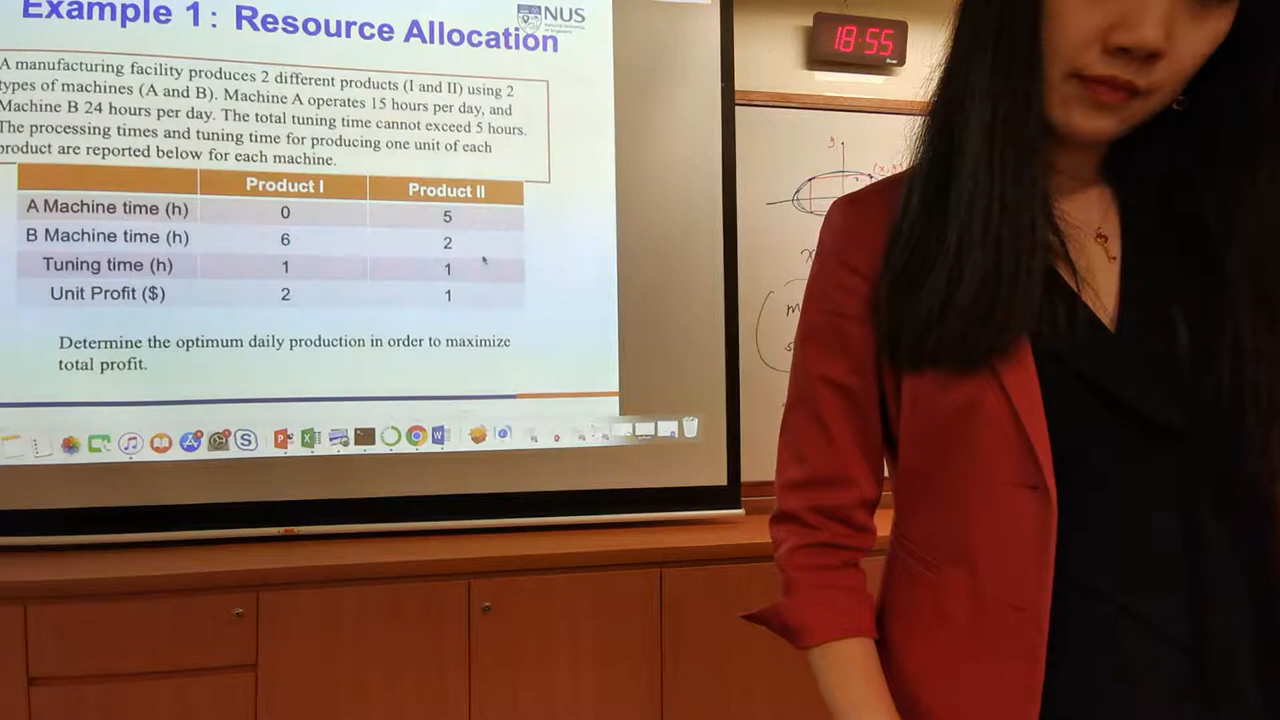 Example 1: Resource Allocation
NUS
National University
of Singapore
A manufacturing facility produces 2 different products (I and II) using 2
types of machines (A and B). Machine A operates 15 hours per day, and
Machine B 24 hours per day. The total tuning time cannot exceed 5 hours.
The processing times and tuning time for producing one unit of each
product are reported below for each machine.
Product I Product II
A Machine time (h) 0 5
B Machine time (h) 6 2
Tuning time (h) 1 1
Unit Profit ($) 2 1
Determine the optimum daily production in order to maximize
total profit.
18:55
y